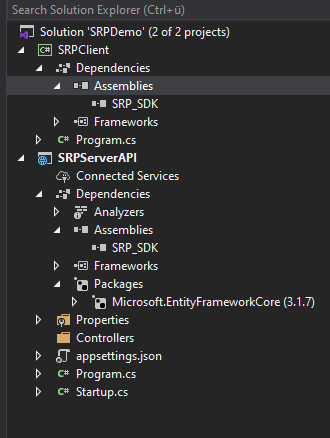 Search Solution Explorer (Ctrl+ü)
Solution 'SRPDemo' (2 of 2 projects)
SRPClient
Dependencies
Assemblies
SRP_SDK
Frameworks
C# Program.cs
SRPServerAPI
Connected Services
Dependencies
Analyzers
Assemblies
SRP_SDK
Frameworks
Packages
Microsoft.EntityFrameworkCore (3.1.7)
Properties
Controllers
appsettings.json
C# Program.cs
C# Startup.cs